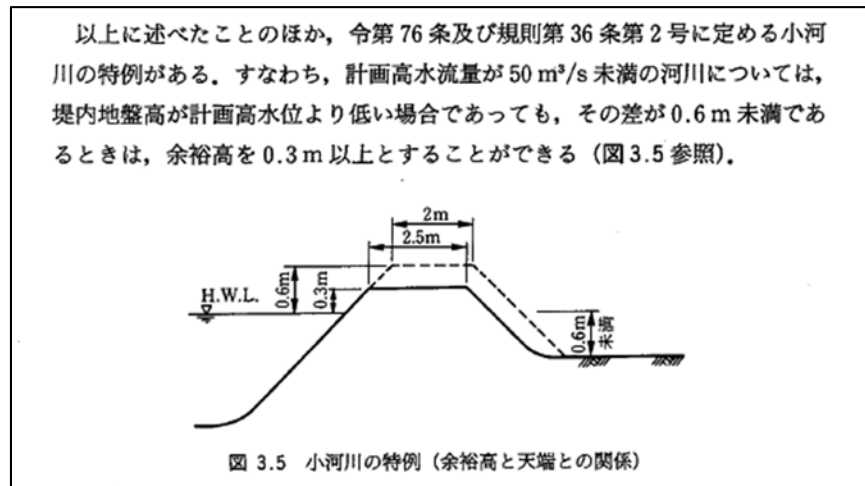 以上に述べたことのほか，令第76条及び規則第36条第2号に定める小河
川の特例がある．すなわち，計画高水流量が50 m³/s 未満の河川については，
堤内地盤高が計画高水位より低い場合であっても，その差が0.6 m 未満であ
るときは，余裕高を0.3 m 以上とすることができる（図3.5 参照）．
2m
2.5m
H.W.L.
0.6m
0.3m
0.6m
未満
図 3.5 小河川の特例（余裕高と天端との関係）